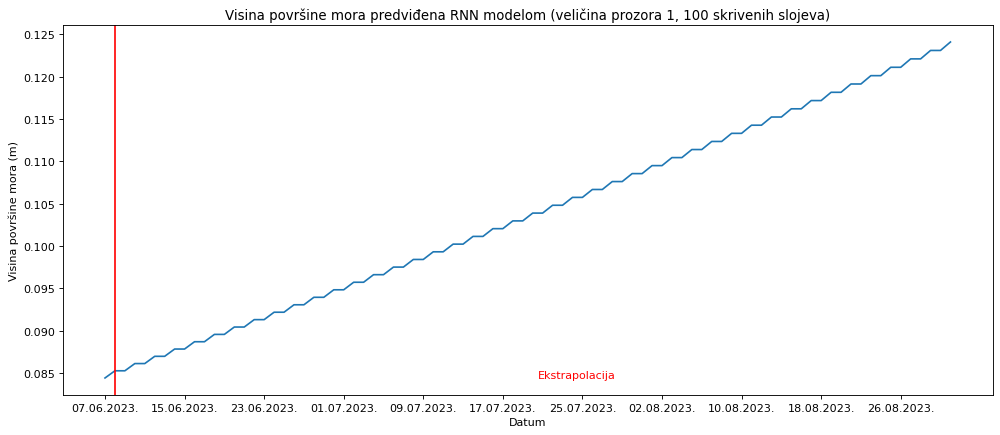 Visina površine mora predviđena RNN modelom (veličina prozora 1, 100 skrivenih slojeva)
Visina površine mora (m)
0.125
0.120
0.115
0.110
0.105
0.100
0.095
0.090
0.085
Ekstrapolacija
07.06.2023. 15.06.2023. 23.06.2023. 01.07.2023. 09.07.2023. 17.07.2023. 25.07.2023. 02.08.2023. 10.08.2023. 18.08.2023. 26.08.2023.
Datum